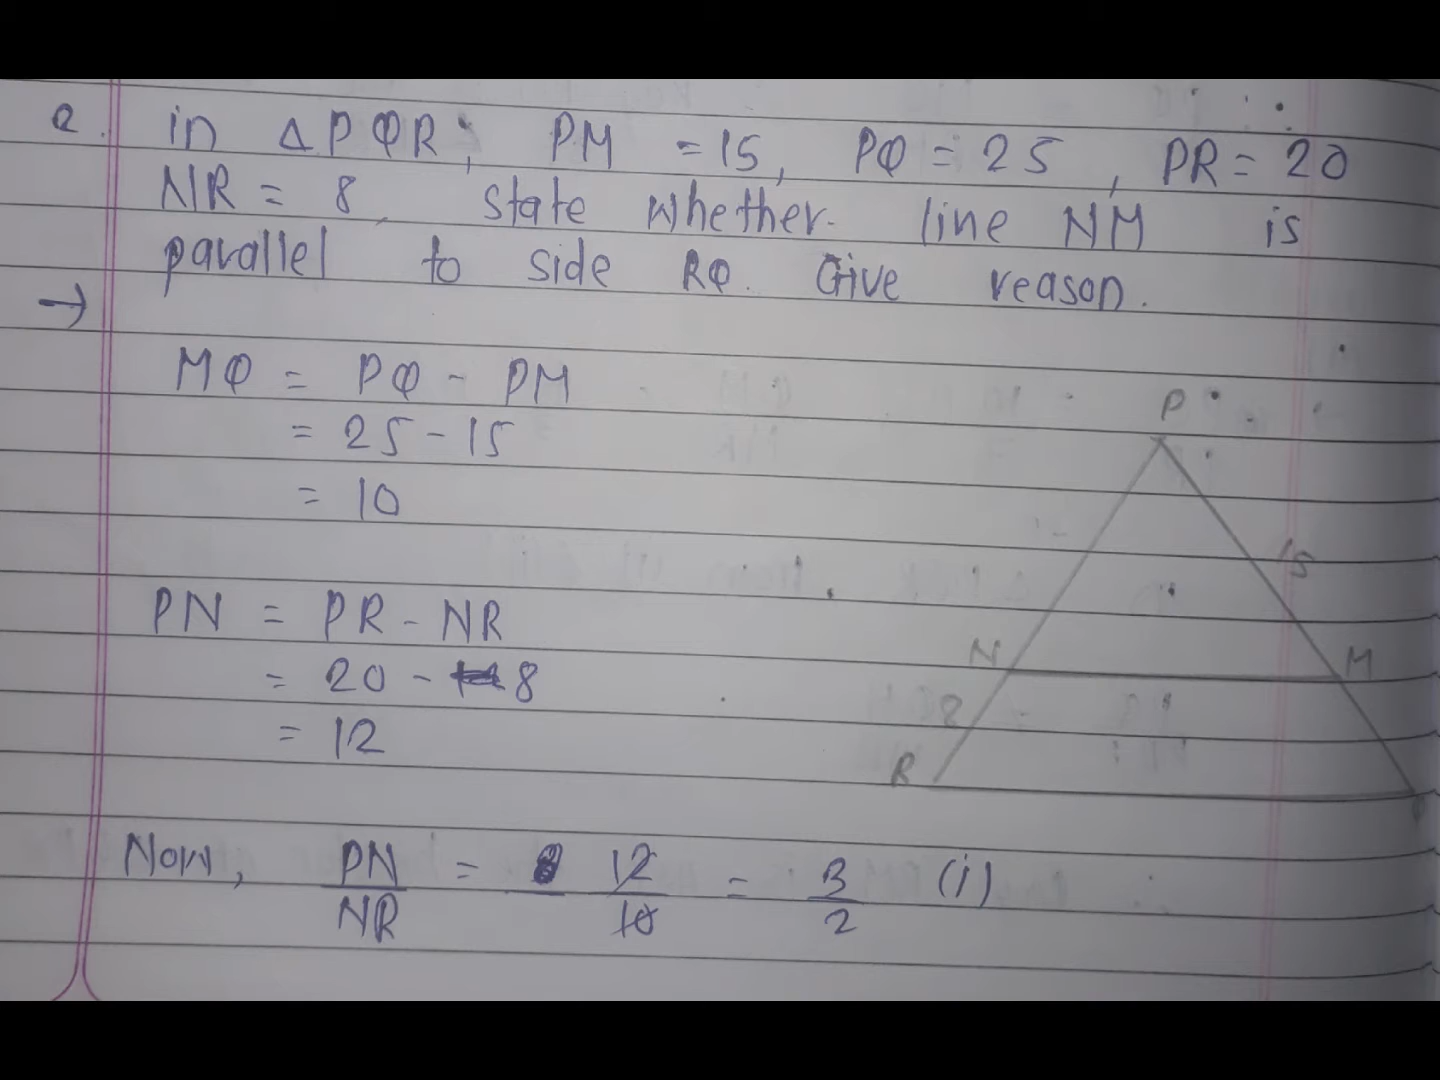 Q. in △PQR, PM = 15, PQ = 25, PR = 20
NR = 8, state whether line NM is
parallel to side RQ. Give reason.
→
MQ = PQ - PM
= 25 - 15
= 10
PN = PR - NR
= 20 - 8
= 12
Now, PN/NR = 12/10 = 3/2 (i)
P
15
N M
8
R